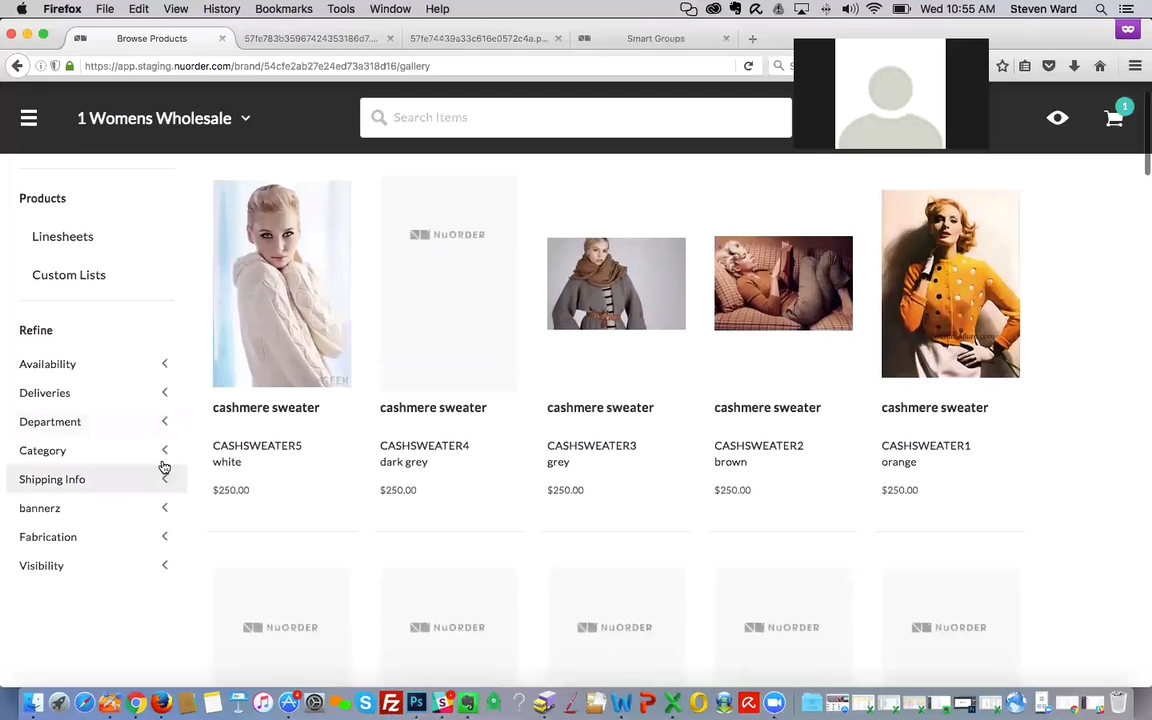 Firefox File Edit View History Bookmarks Tools Window Help Wed 10:55 AM Steven Ward
Browse Products 57fe783b35967424353186d7.... 57fe74439a33c616e0572c4a.p... Smart Groups
https://app.staging.nuorder.com/brand/54cfe2ab27e24ed73a318d16/gallery
1 Womens Wholesale Search Items 1
Products
Linesheets
Custom Lists
Refine
Availability
Deliveries
Department
Category
Shipping Info
bannerz
Fabrication
Visibility
NUORDER
cashmere sweater cashmere sweater cashmere sweater cashmere sweater cashmere sweater
CASHSWEATER5 CASHSWEATER4 CASHSWEATER3 CASHSWEATER2 CASHSWEATER1
white dark grey grey brown orange
$250.00 $250.00 $250.00 $250.00 $250.00
NUORDER NUORDER NUORDER NUORDER NUORDER